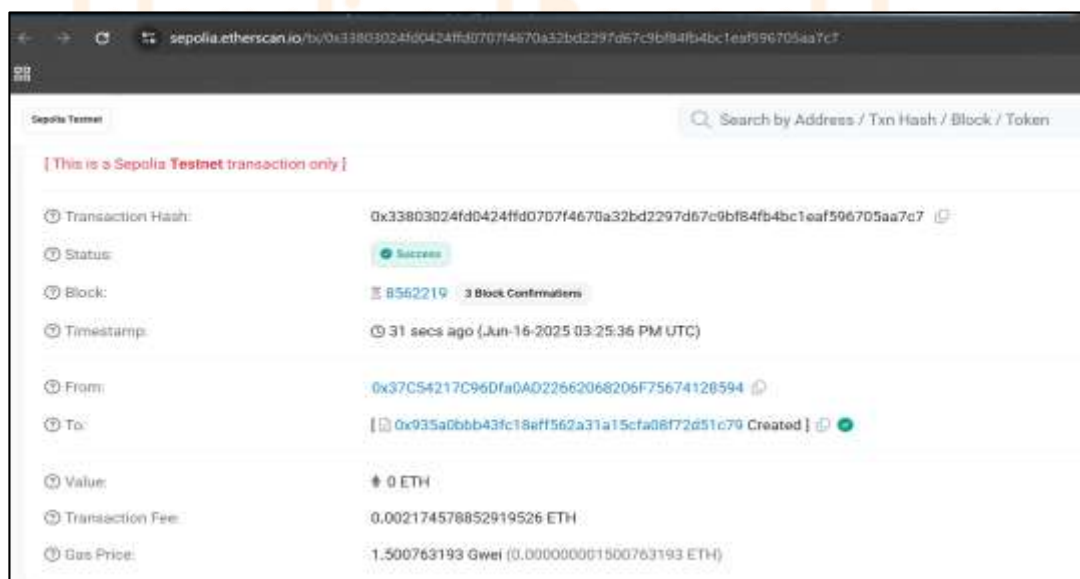 sepolia.etherscan.io/tx/0x33803024fd0424ffd0707f4670a32bd2297d67c9bf84fb4bc1eaf596705aa7c7
Sepolia Testnet
Search by Address / Txn Hash / Block / Token
[ This is a Sepolia Testnet transaction only ]
Transaction Hash: 0x33803024fd0424ffd0707f4670a32bd2297d67c9bf84fb4bc1eaf596705aa7c7
Status: Success
Block: 8562219 3 Block Confirmations
Timestamp: 31 secs ago (Jun-16-2025 03:25:36 PM UTC)
From: 0x37C54217C96Dfa0AD22662068206F75674128594
To: [ 0x935a0bbb43fc18eff562a31a15cfa08f72d51c79 Created ]
Value: 0 ETH
Transaction Fee: 0.002174578852919526 ETH
Gas Price: 1.500763193 Gwei (0.000000001500763193 ETH)